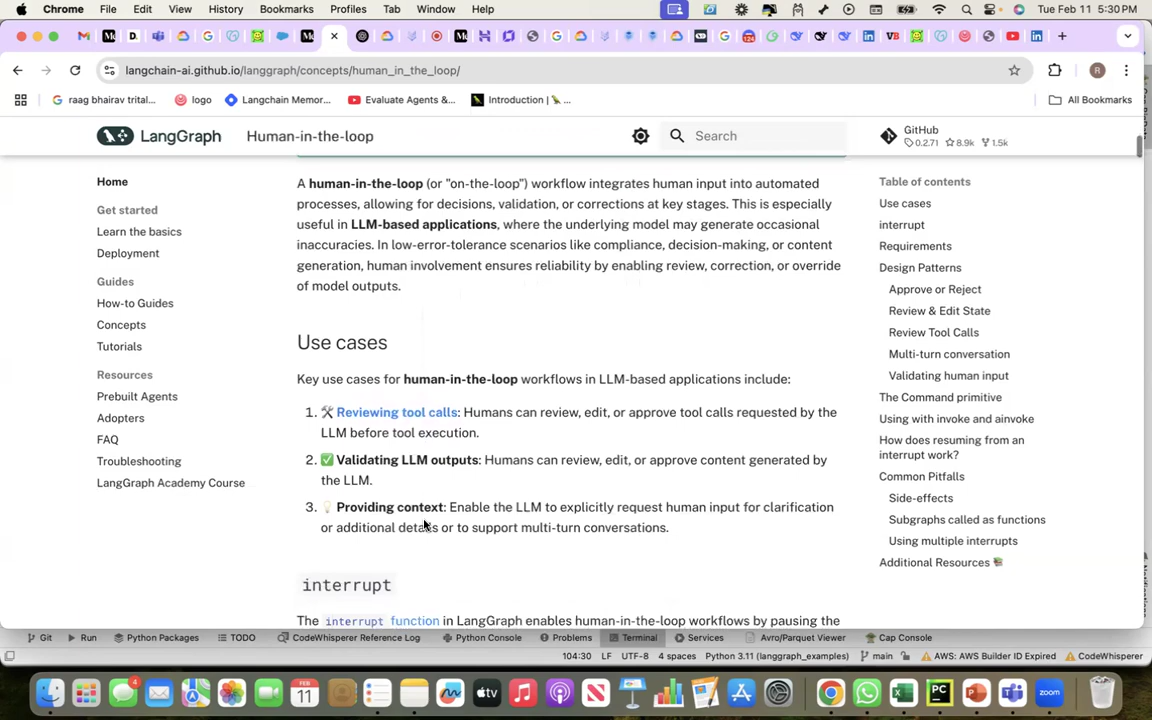 Chrome File Edit View History Bookmarks Profiles Tab Window Help Tue Feb 11 5:30 PM
langchain-ai.github.io/langgraph/concepts/human_in_the_loop/
raag bhairav trital... logo Langchain Memor... Evaluate Agents &... Introduction | 🦜... All Bookmarks
LangGraph Human-in-the-loop Search GitHub
0.2.71 8.9k 1.5k
Home
Get started
Learn the basics
Deployment
Guides
How-to Guides
Concepts
Tutorials
Resources
Prebuilt Agents
Adopters
FAQ
Troubleshooting
LangGraph Academy Course
A human-in-the-loop (or "on-the-loop") workflow integrates human input into automated
processes, allowing for decisions, validation, or corrections at key stages. This is especially
useful in LLM-based applications, where the underlying model may generate occasional
inaccuracies. In low-error-tolerance scenarios like compliance, decision-making, or content
generation, human involvement ensures reliability by enabling review, correction, or override
of model outputs.
Use cases
Key use cases for human-in-the-loop workflows in LLM-based applications include:
1. 🛠️ Reviewing tool calls: Humans can review, edit, or approve tool calls requested by the
LLM before tool execution.
2. ✅ Validating LLM outputs: Humans can review, edit, or approve content generated by
the LLM.
3. 💡 Providing context: Enable the LLM to explicitly request human input for clarification
or additional details or to support multi-turn conversations.
interrupt
The interrupt function in LangGraph enables human-in-the-loop workflows by pausing the
Table of contents
Use cases
interrupt
Requirements
Design Patterns
Approve or Reject
Review & Edit State
Review Tool Calls
Multi-turn conversation
Validating human input
The Command primitive
Using with invoke and ainvoke
How does resuming from an
interrupt work?
Common Pitfalls
Side-effects
Subgraphs called as functions
Using multiple interrupts
Additional Resources 📚
Git Run Python Packages TODO CodeWhisperer Reference Log Python Console Problems Terminal Services Avro/Parquet Viewer Cap Console
104:30 LF UTF-8 4 spaces Python 3.11 (langgraph_examples) main AWS: AWS Builder ID Expired CodeWhisperer
4 FEB 11 tv PC zoom